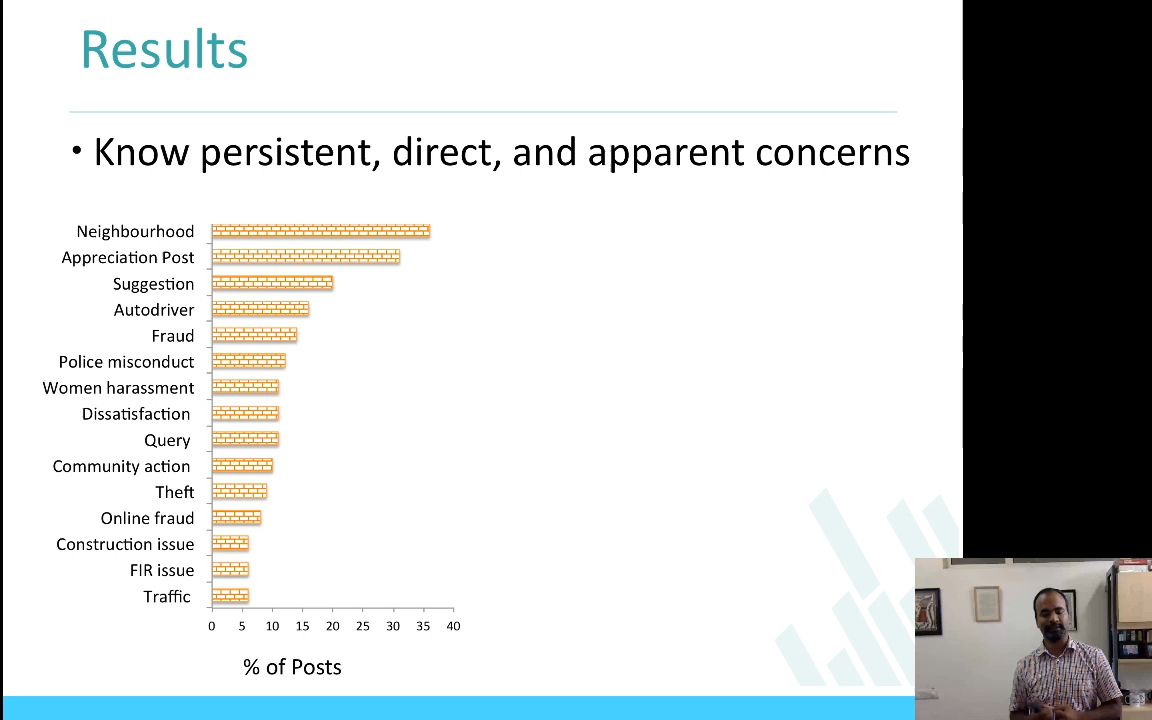 Results
• Know persistent, direct, and apparent concerns
Neighbourhood
Appreciation Post
Suggestion
Autodriver
Fraud
Police misconduct
Women harassment
Dissatisfaction
Query
Community action
Theft
Online fraud
Construction issue
FIR issue
Traffic
0 5 10 15 20 25 30 35 40
% of Posts